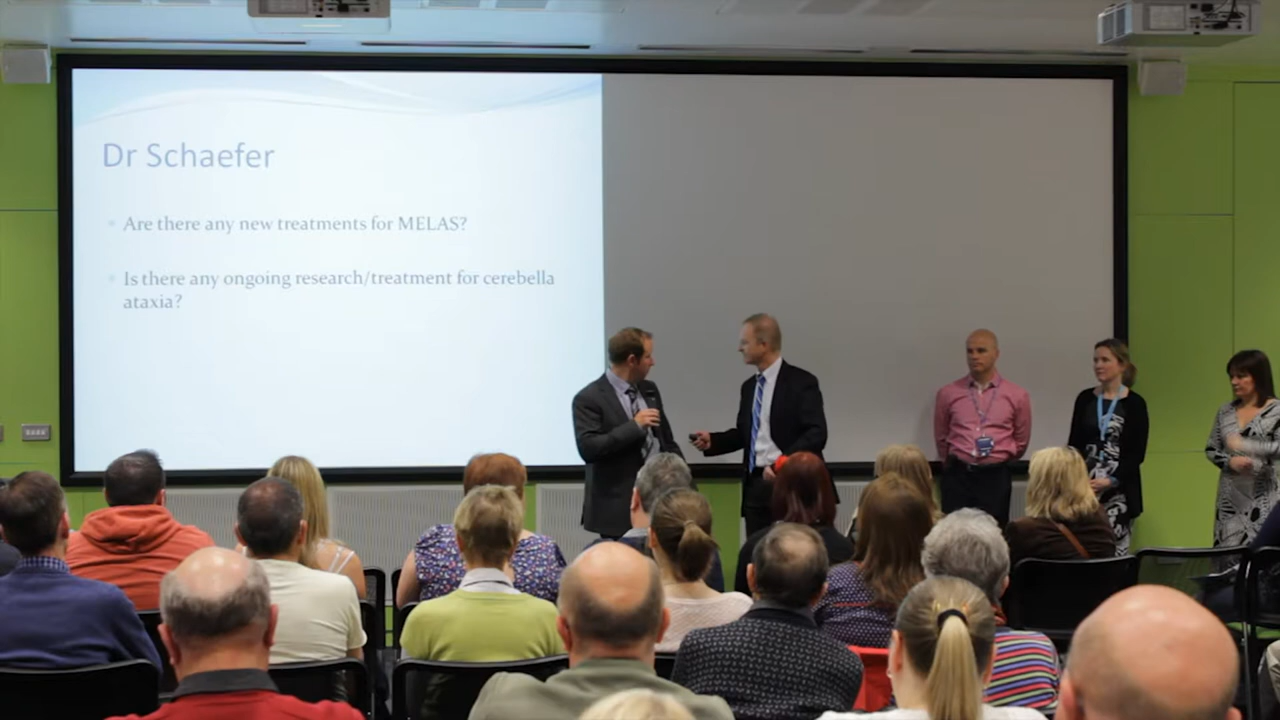 Dr Schaefer
Are there any new treatments for MELAS?
Is there any ongoing research/treatment for cerebella
ataxia?